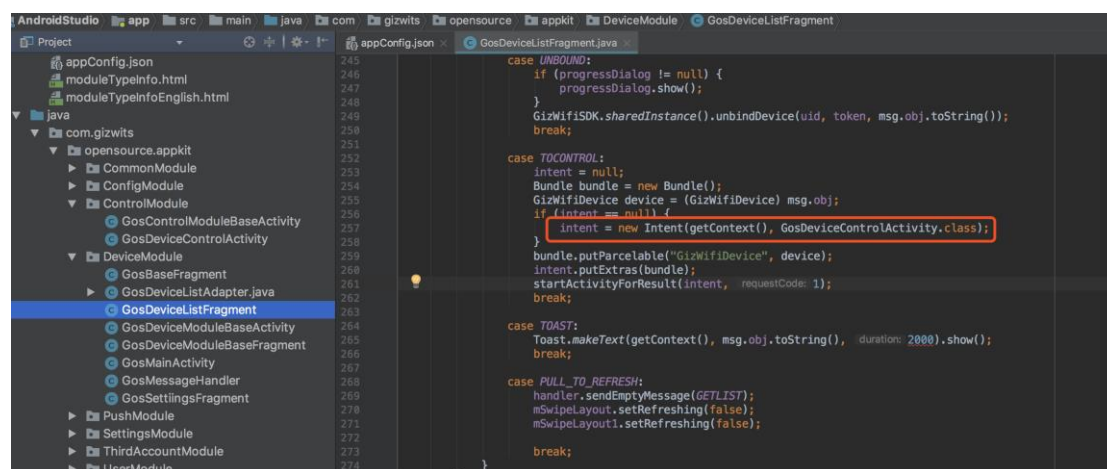 AndroidStudio app src main java com gizwits opensource appkit DeviceModule GosDeviceListFragment
Project
appConfig.json
GosDeviceListFragment.java
appConfig.json
moduleTypeInfo.html
moduleTypeInfoEnglish.html
java
com.gizwits
opensource.appkit
CommonModule
ConfigModule
ControlModule
GosControlModuleBaseActivity
GosDeviceControlActivity
DeviceModule
GosBaseFragment
GosDeviceListAdapter.java
GosDeviceListFragment
GosDeviceModuleBaseActivity
GosDeviceModuleBaseFragment
GosMainActivity
GosMessageHandler
GosSettiingsFragment
PushModule
SettingsModule
ThirdAccountModule
UserModule
245 case UNBOUND:
246 if (progressDialog != null) {
247 progressDialog.show();
248 }
249 GizWifiSDK.sharedInstance().unbindDevice(uid, token, msg.obj.toString());
250 break;
251
252 case TOCONTROL:
253 intent = null;
254 Bundle bundle = new Bundle();
255 GizWifiDevice device = (GizWifiDevice) msg.obj;
256 if (intent == null) {
257 intent = new Intent(getContext(), GosDeviceControlActivity.class);
258 }
259 bundle.putParcelable("GizWifiDevice", device);
260 intent.putExtras(bundle);
261 startActivityForResult(intent, requestCode: 1);
262 break;
263
264 case TOAST:
265 Toast.makeText(getContext(), msg.obj.toString(), duration: 2000).show();
266 break;
267
268 case PULL_TO_REFRESH:
269 handler.sendEmptyMessage(GETLIST);
270 mSwipeLayout.setRefreshing(false);
271 mSwipeLayout1.setRefreshing(false);
272
273 break;
274 }